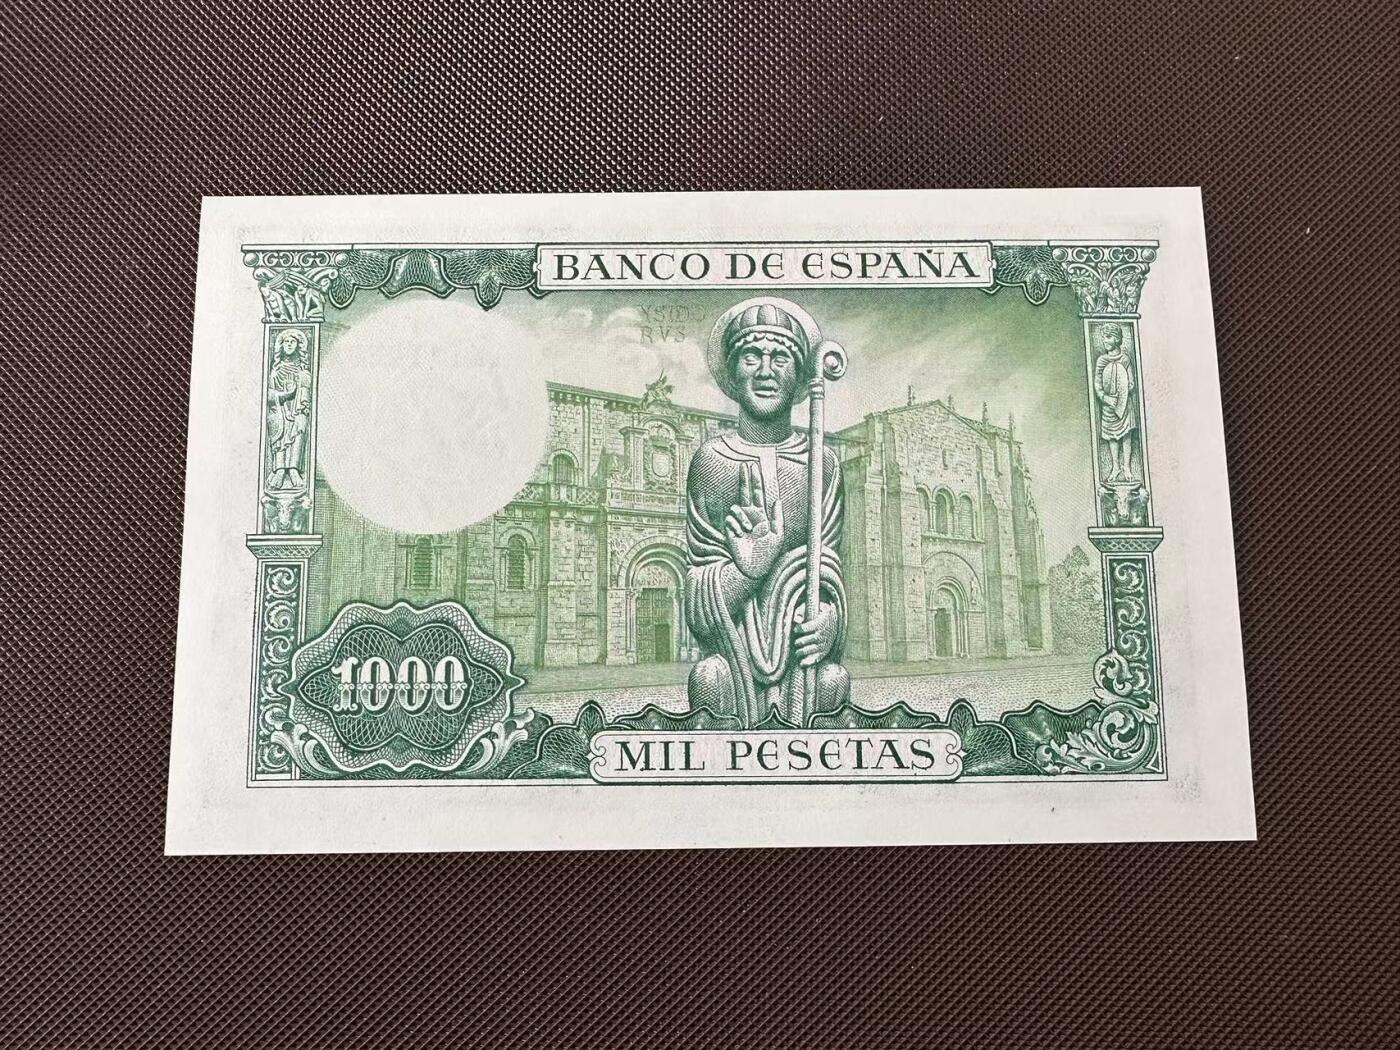 BANCO DE ESPAÑA
YSIDO
RVS
1000
MIL PESETAS